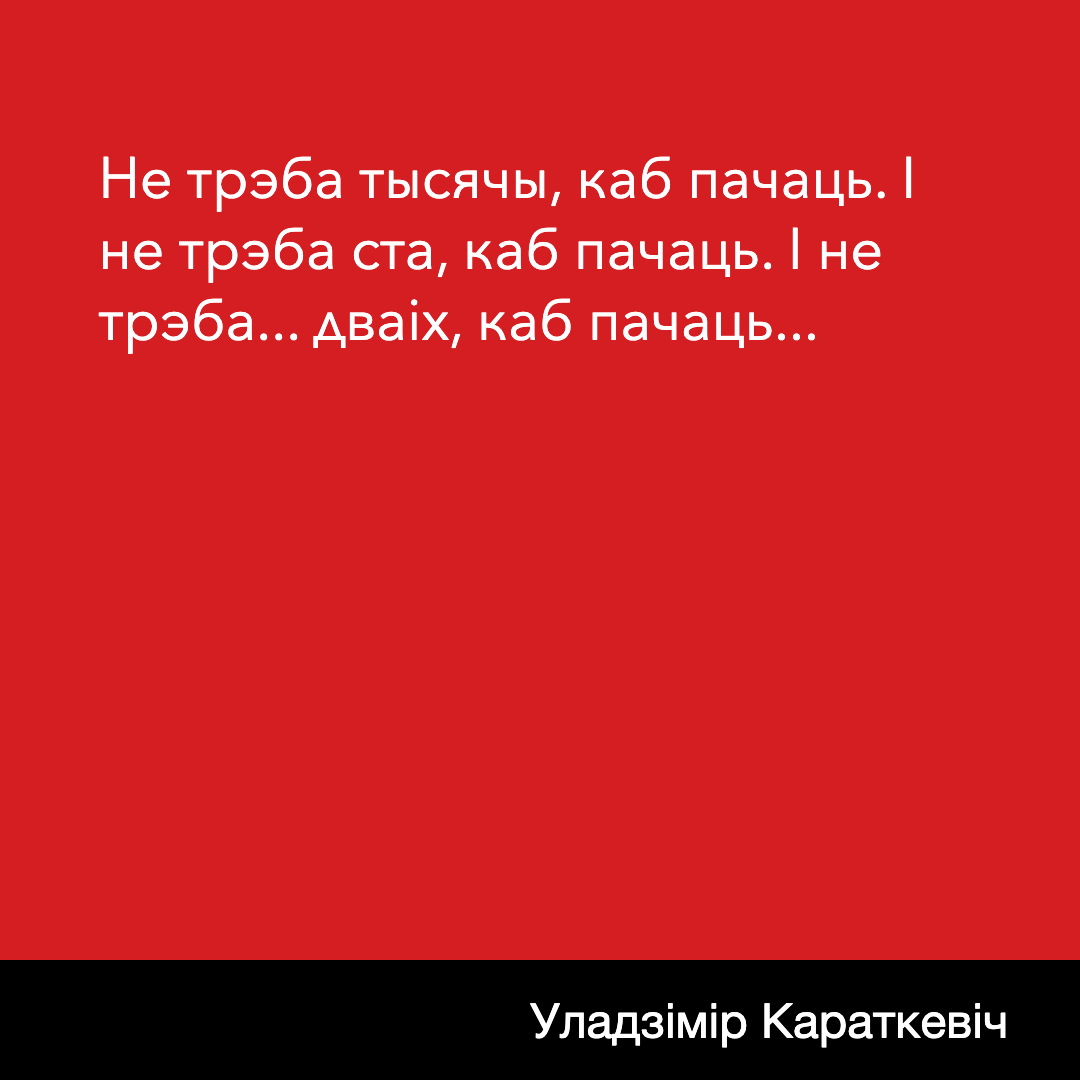 Не трэба тысячы, каб пачаць. І
не трэба ста, каб пачаць. І не
трэба... дваіх, каб пачаць...
Уладзімір Караткевіч